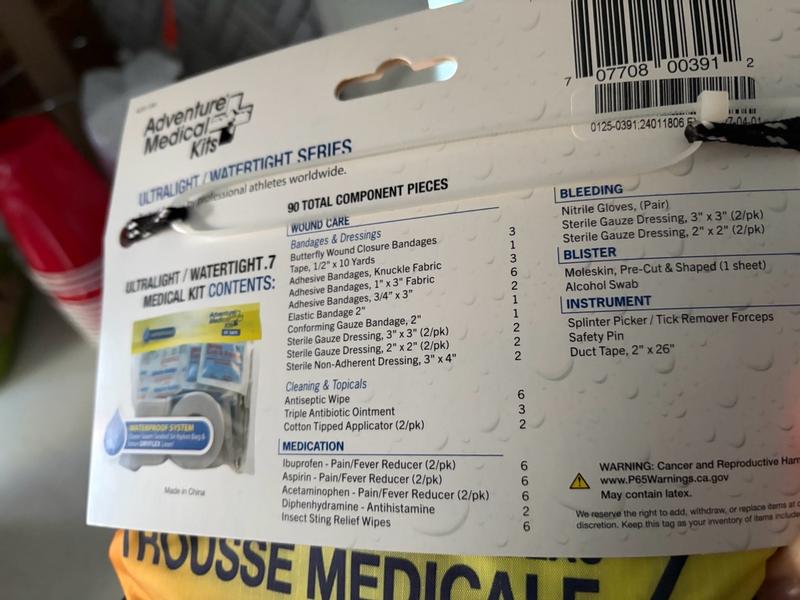 Adventure
Medical
Kits
ULTRALIGHT / WATERTIGHT SERIES
by professional athletes worldwide.
ULTRALIGHT / WATERTIGHT .7
MEDICAL KIT CONTENTS:
Adventure
Medical
Kits
WATERPROOF SYSTEM
Made in China
90 TOTAL COMPONENT PIECES
WOUND CARE
Bandages & Dressings
Butterfly Wound Closure Bandages 3
Tape, 1/2" x 10 Yards 1
Adhesive Bandages, Knuckle Fabric 3
Adhesive Bandages, 1" x 3" Fabric 6
Adhesive Bandages, 3/4" x 3" 2
Elastic Bandage 2" 1
Conforming Gauze Bandage, 2" 1
Sterile Gauze Dressing, 3" x 3" (2/pk) 2
Sterile Gauze Dressing, 2" x 2" (2/pk) 2
Sterile Non-Adherent Dressing, 3" x 4" 2
Cleaning & Topicals
Antiseptic Wipe 6
Triple Antibiotic Ointment 3
Cotton Tipped Applicator (2/pk) 2
MEDICATION
Ibuprofen - Pain/Fever Reducer (2/pk) 6
Aspirin - Pain/Fever Reducer (2/pk) 6
Acetaminophen - Pain/Fever Reducer (2/pk) 6
Diphenhydramine - Antihistamine 2
Insect Sting Relief Wipes 6
7 07708 00391 2
0125-0391.24011806
BLEEDING
Nitrile Gloves, (Pair)
Sterile Gauze Dressing, 3" x 3" (2/pk)
Sterile Gauze Dressing, 2" x 2" (2/pk)
BLISTER
Moleskin, Pre-Cut & Shaped (1 sheet)
Alcohol Swab
INSTRUMENT
Splinter Picker / Tick Remover Forceps
Safety Pin
Duct Tape, 2" x 26"
WARNING: Cancer and Reproductive Har
www.P65Warnings.ca.gov
May contain latex.
We reserve the right to add, withdraw, or replace items at
discretion. Keep this tag as your inventory of items include
TROUSSE MEDICALE